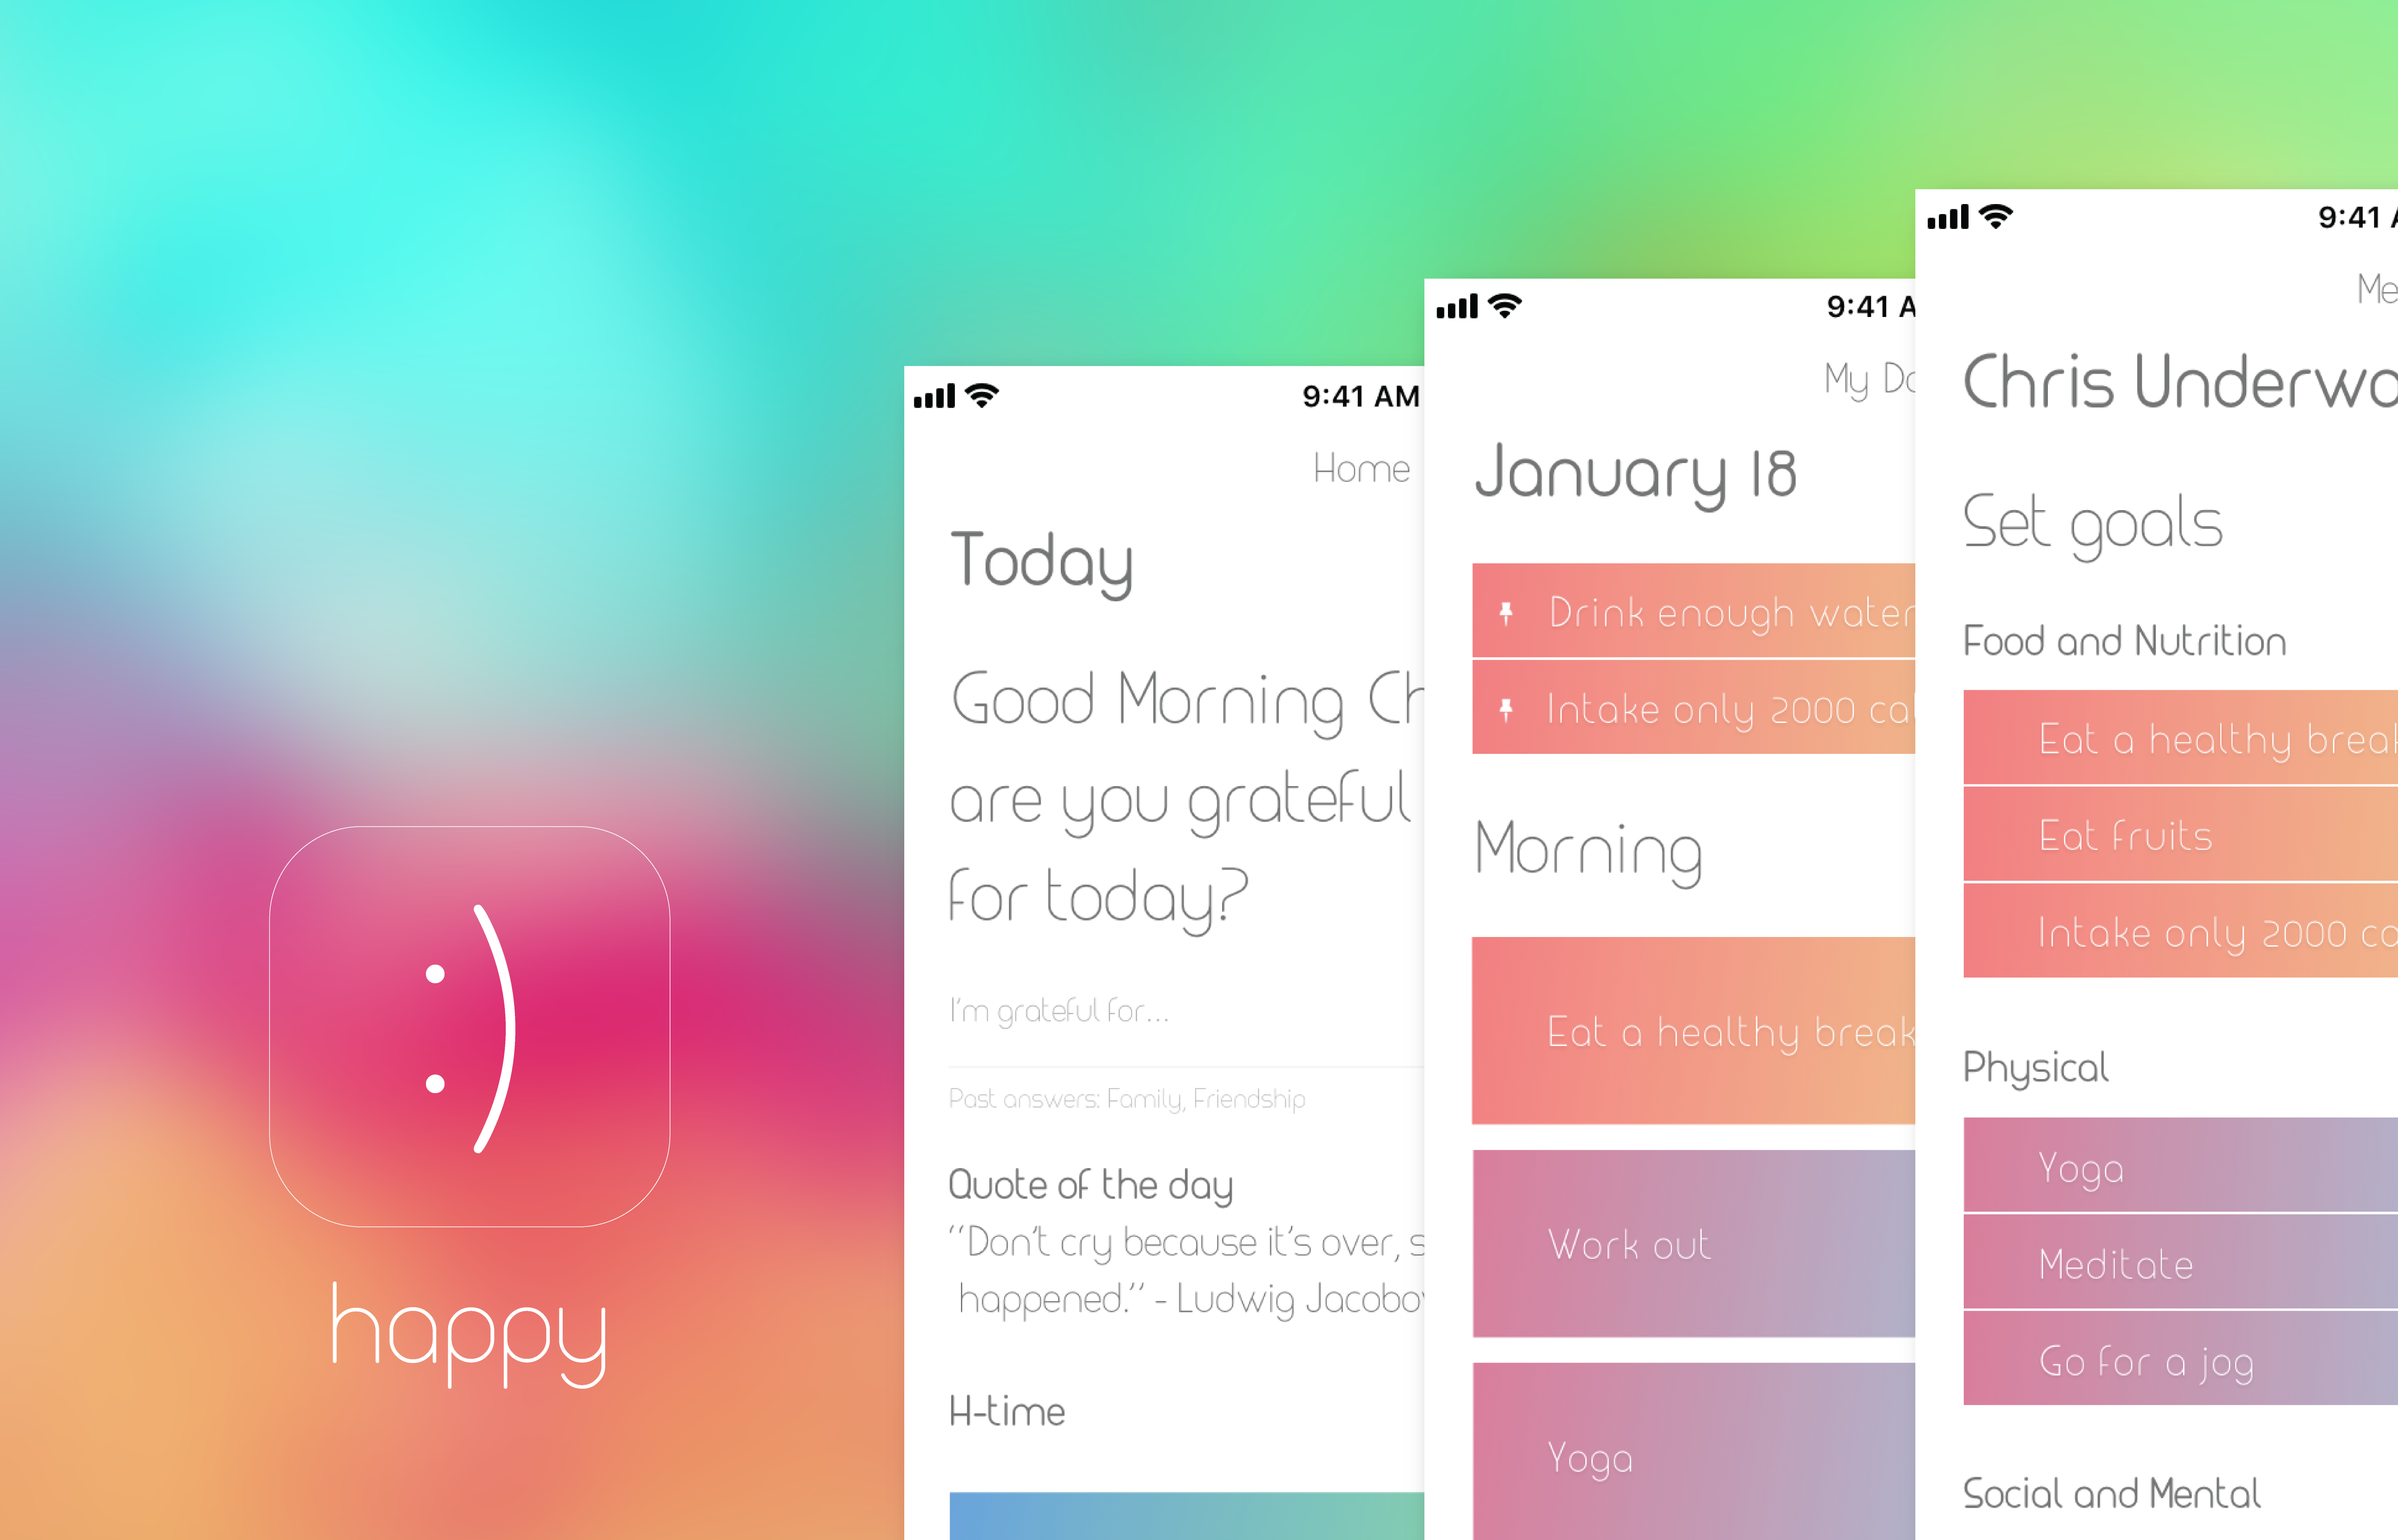 :)
happy
9:41 AM
Home
Today
Good Morning Ch
are you grateful
for today?
I'm grateful for...
Past answers: Family, Friendship
Quote of the day
“Don't cry because it's over, s
happened.” - Ludwig Jacobov
H-time
9:41 A
My Da
January 18
Drink enough water
Intake only 2000 cal
Morning
Eat a healthy break
Work out
Yoga
9:41 A
Me
Chris Underwo
Set goals
Food and Nutrition
Eat a healthy break
Eat fruits
Intake only 2000 ca
Physical
Yoga
Meditate
Go for a jog
Social and Mental